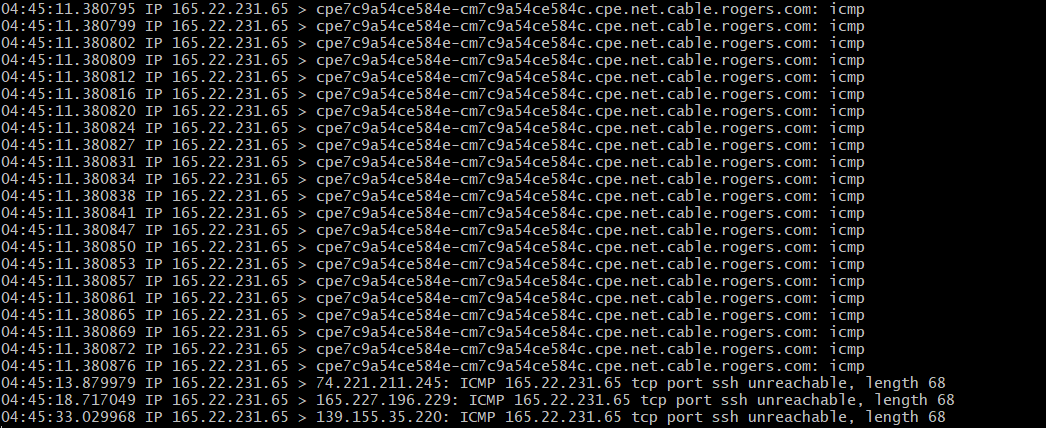 04:45:11.380795 IP 165.22.231.65 > cpe7c9a54ce584e-cm7c9a54ce584c.cpe.net.cable.rogers.com: icmp
04:45:11.380799 IP 165.22.231.65 > cpe7c9a54ce584e-cm7c9a54ce584c.cpe.net.cable.rogers.com: icmp
04:45:11.380802 IP 165.22.231.65 > cpe7c9a54ce584e-cm7c9a54ce584c.cpe.net.cable.rogers.com: icmp
04:45:11.380809 IP 165.22.231.65 > cpe7c9a54ce584e-cm7c9a54ce584c.cpe.net.cable.rogers.com: icmp
04:45:11.380812 IP 165.22.231.65 > cpe7c9a54ce584e-cm7c9a54ce584c.cpe.net.cable.rogers.com: icmp
04:45:11.380816 IP 165.22.231.65 > cpe7c9a54ce584e-cm7c9a54ce584c.cpe.net.cable.rogers.com: icmp
04:45:11.380820 IP 165.22.231.65 > cpe7c9a54ce584e-cm7c9a54ce584c.cpe.net.cable.rogers.com: icmp
04:45:11.380824 IP 165.22.231.65 > cpe7c9a54ce584e-cm7c9a54ce584c.cpe.net.cable.rogers.com: icmp
04:45:11.380827 IP 165.22.231.65 > cpe7c9a54ce584e-cm7c9a54ce584c.cpe.net.cable.rogers.com: icmp
04:45:11.380831 IP 165.22.231.65 > cpe7c9a54ce584e-cm7c9a54ce584c.cpe.net.cable.rogers.com: icmp
04:45:11.380834 IP 165.22.231.65 > cpe7c9a54ce584e-cm7c9a54ce584c.cpe.net.cable.rogers.com: icmp
04:45:11.380838 IP 165.22.231.65 > cpe7c9a54ce584e-cm7c9a54ce584c.cpe.net.cable.rogers.com: icmp
04:45:11.380841 IP 165.22.231.65 > cpe7c9a54ce584e-cm7c9a54ce584c.cpe.net.cable.rogers.com: icmp
04:45:11.380847 IP 165.22.231.65 > cpe7c9a54ce584e-cm7c9a54ce584c.cpe.net.cable.rogers.com: icmp
04:45:11.380850 IP 165.22.231.65 > cpe7c9a54ce584e-cm7c9a54ce584c.cpe.net.cable.rogers.com: icmp
04:45:11.380853 IP 165.22.231.65 > cpe7c9a54ce584e-cm7c9a54ce584c.cpe.net.cable.rogers.com: icmp
04:45:11.380857 IP 165.22.231.65 > cpe7c9a54ce584e-cm7c9a54ce584c.cpe.net.cable.rogers.com: icmp
04:45:11.380861 IP 165.22.231.65 > cpe7c9a54ce584e-cm7c9a54ce584c.cpe.net.cable.rogers.com: icmp
04:45:11.380865 IP 165.22.231.65 > cpe7c9a54ce584e-cm7c9a54ce584c.cpe.net.cable.rogers.com: icmp
04:45:11.380869 IP 165.22.231.65 > cpe7c9a54ce584e-cm7c9a54ce584c.cpe.net.cable.rogers.com: icmp
04:45:11.380872 IP 165.22.231.65 > cpe7c9a54ce584e-cm7c9a54ce584c.cpe.net.cable.rogers.com: icmp
04:45:11.380876 IP 165.22.231.65 > cpe7c9a54ce584e-cm7c9a54ce584c.cpe.net.cable.rogers.com: icmp
04:45:13.879979 IP 165.22.231.65 > 74.221.211.245: ICMP 165.22.231.65 tcp port ssh unreachable, length 68
04:45:18.717049 IP 165.22.231.65 > 165.227.196.229: ICMP 165.22.231.65 tcp port ssh unreachable, length 68
04:45:33.029968 IP 165.22.231.65 > 139.155.35.220: ICMP 165.22.231.65 tcp port ssh unreachable, length 68